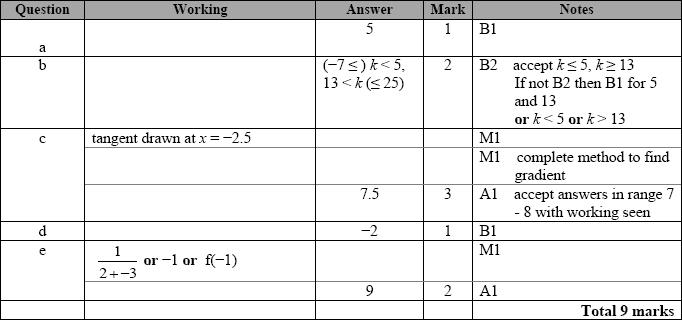 Question Working Answer Mark Notes
a 5 1 B1
b (−7 ≤) k < 5, 2 B2 accept k ≤ 5, k ≥ 13
13 < k (≤ 25) If not B2 then B1 for 5
and 13
or k < 5 or k > 13
c tangent drawn at x = −2.5 M1
M1 complete method to find
gradient
7.5 3 A1 accept answers in range 7
- 8 with working seen
d −2 1 B1
e 1/(2+−3) or −1 or f(−1) M1
9 2 A1
Total 9 marks